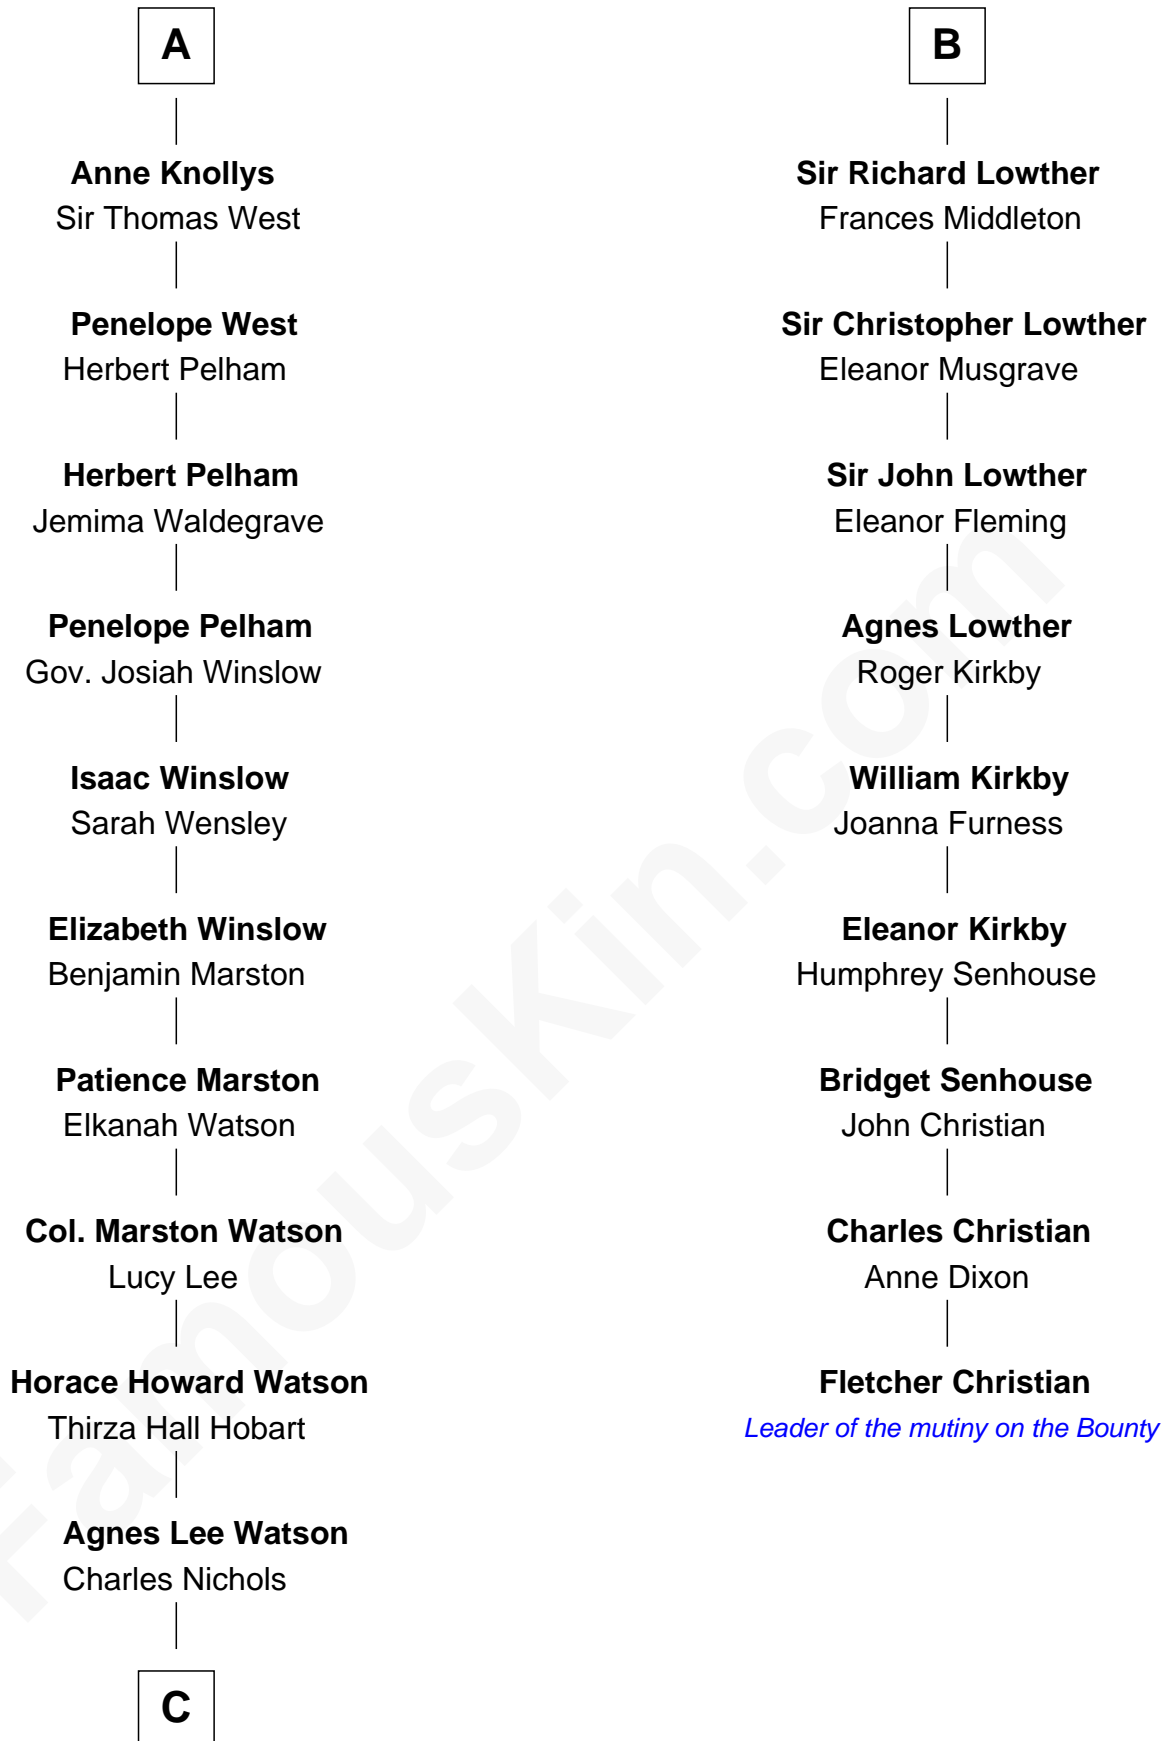 A
Anne Knollys
Sir Thomas West
Penelope West
Herbert Pelham
Herbert Pelham
Jemima Waldegrave
Penelope Pelham
Gov. Josiah Winslow
Isaac Winslow
Sarah Wensley
Elizabeth Winslow
Benjamin Marston
Patience Marston
Elkanah Watson
Col. Marston Watson
Lucy Lee
Horace Howard Watson
Thirza Hall Hobart
Agnes Lee Watson
Charles Nichols
C
B
Sir Richard Lowther
Frances Middleton
Sir Christopher Lowther
Eleanor Musgrave
Sir John Lowther
Eleanor Fleming
Agnes Lowther
Roger Kirkby
William Kirkby
Joanna Furness
Eleanor Kirkby
Humphrey Senhouse
Bridget Senhouse
John Christian
Charles Christian
Anne Dixon
Fletcher Christian
Leader of the mutiny on the Bounty
FamousKin.com